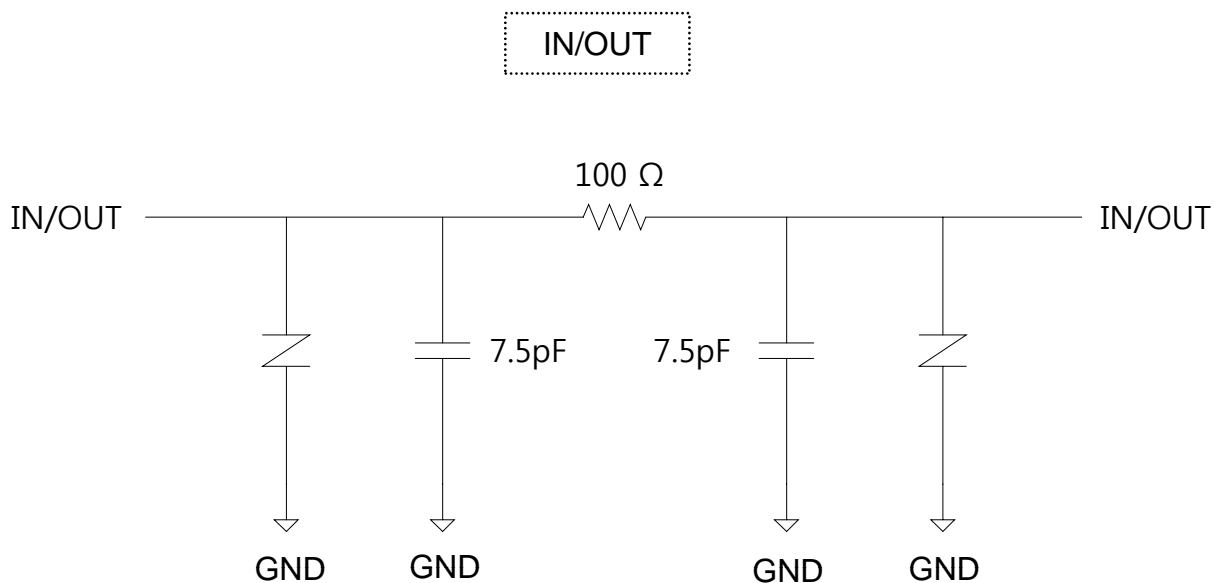 IN/OUT
100 Ω
IN/OUT
IN/OUT
7.5pF
7.5pF
GND
GND
GND
GND